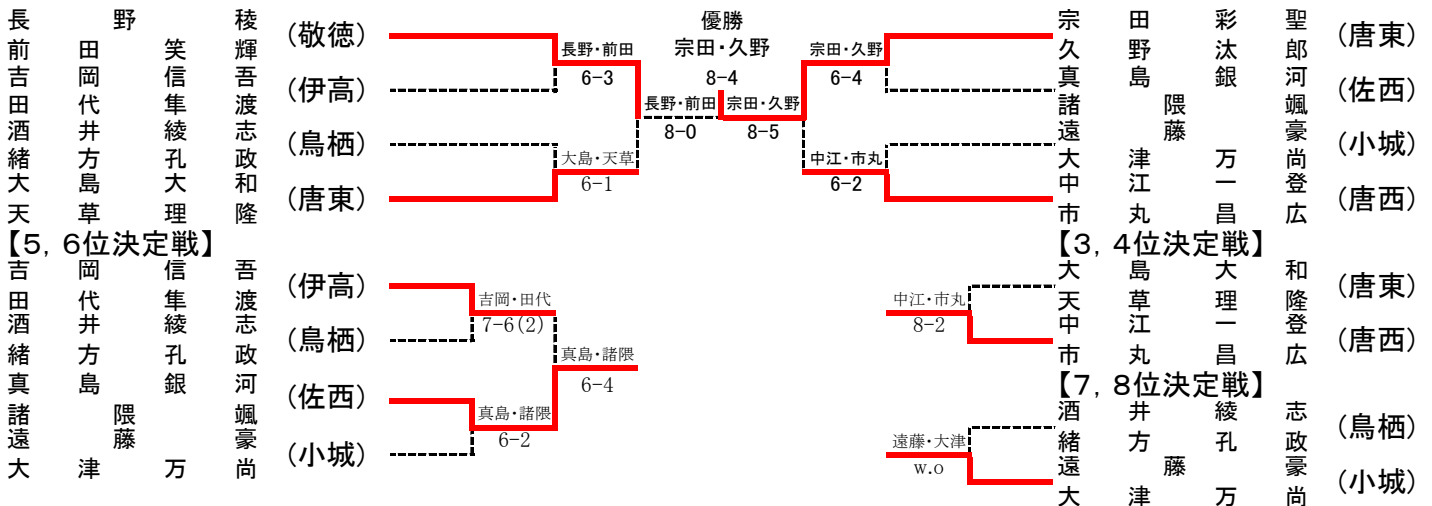 長野稜
前田笑輝
(敬徳)
吉岡信吾
田代隼渡
(伊高)
酒井綾志
緒方孔政
(鳥栖)
大島大和
天草理隆
(唐東)
長野・前田
6-3
大島・天草
6-1
長野・前田
8-0
優勝
宗田・久野
8-4
宗田・久野
8-5
宗田・久野
6-4
中江・市丸
6-2
宗田彩聖
久野汰郎
(唐東)
真島銀河
諸隈颯
(佐西)
遠藤豪
大津万尚
(小城)
中江一登
市丸昌広
(唐西)
【5,6位決定戦】
吉岡信吾
田代隼渡
(伊高)
酒井綾志
緒方孔政
(鳥栖)
真島銀河
諸隈颯
(佐西)
遠藤豪
大津万尚
(小城)
吉岡・田代
7-6(2)
真島・諸隈
6-2
真島・諸隈
6-4
【3,4位決定戦】
大島大和
天草理隆
(唐東)
中江一登
市丸昌広
(唐西)
中江・市丸
8-2
【7,8位決定戦】
酒井綾志
緒方孔政
(鳥栖)
遠藤豪
大津万尚
(小城)
遠藤・大津
w.o